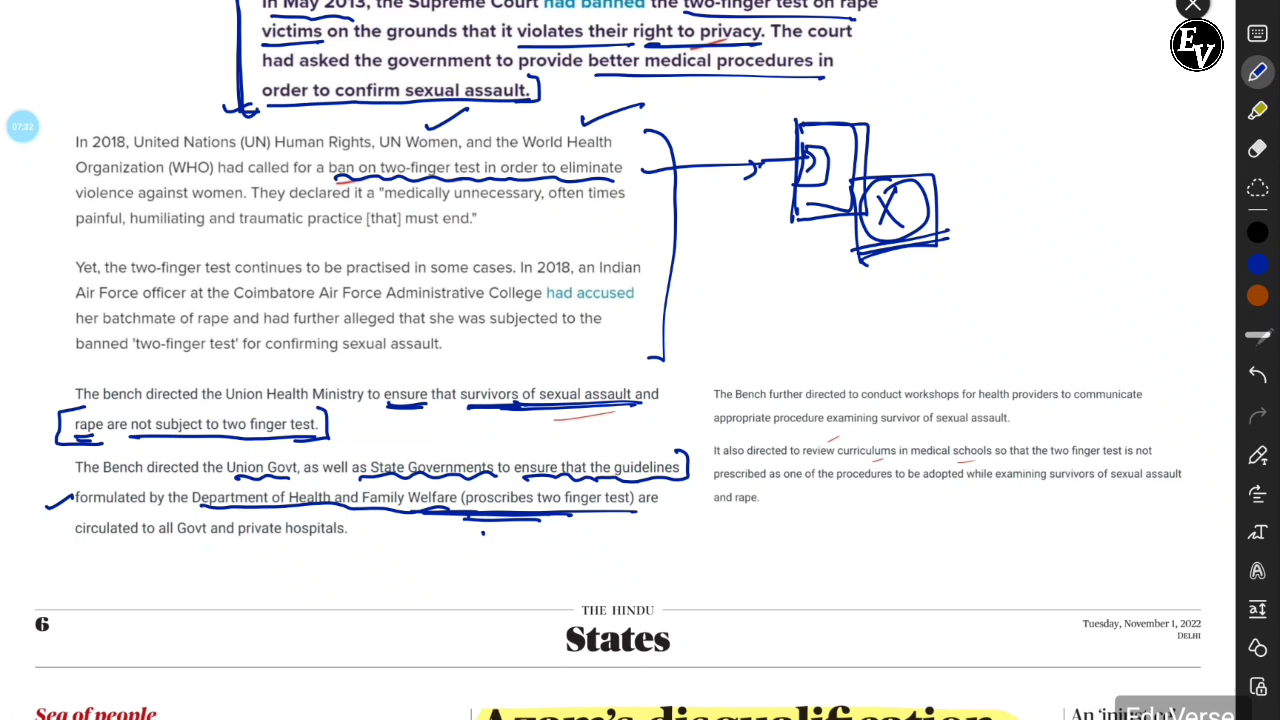 In May 2013, the Supreme Court had banned the two-finger test on rape
victims on the grounds that it violates their right to privacy. The court
had asked the government to provide better medical procedures in
order to confirm sexual assault.
EV
07:32
In 2018, United Nations (UN) Human Rights, UN Women, and the World Health
Organization (WHO) had called for a ban on two-finger test in order to eliminate
violence against women. They declared it a "medically unnecessary, often times
painful, humiliating and traumatic practice [that] must end."
Yet, the two-finger test continues to be practised in some cases. In 2018, an Indian
Air Force officer at the Coimbatore Air Force Administrative College had accused
her batchmate of rape and had further alleged that she was subjected to the
banned 'two-finger test' for confirming sexual assault.
The bench directed the Union Health Ministry to ensure that survivors of sexual assault and
rape are not subject to two finger test.
The Bench directed the Union Govt, as well as State Governments to ensure that the guidelines
formulated by the Department of Health and Family Welfare (proscribes two finger test) are
circulated to all Govt and private hospitals.
The Bench further directed to conduct workshops for health providers to communicate
appropriate procedure examining survivor of sexual assault.
It also directed to review curriculums in medical schools so that the two finger test is not
prescribed as one of the procedures to be adopted while examining survivors of sexual assault
and rape.
X
6
THE HINDU
States
Tuesday, November 1, 2022
DELHI
Sea of people
Azam's disqualification
An 'initiated'
EduVerse